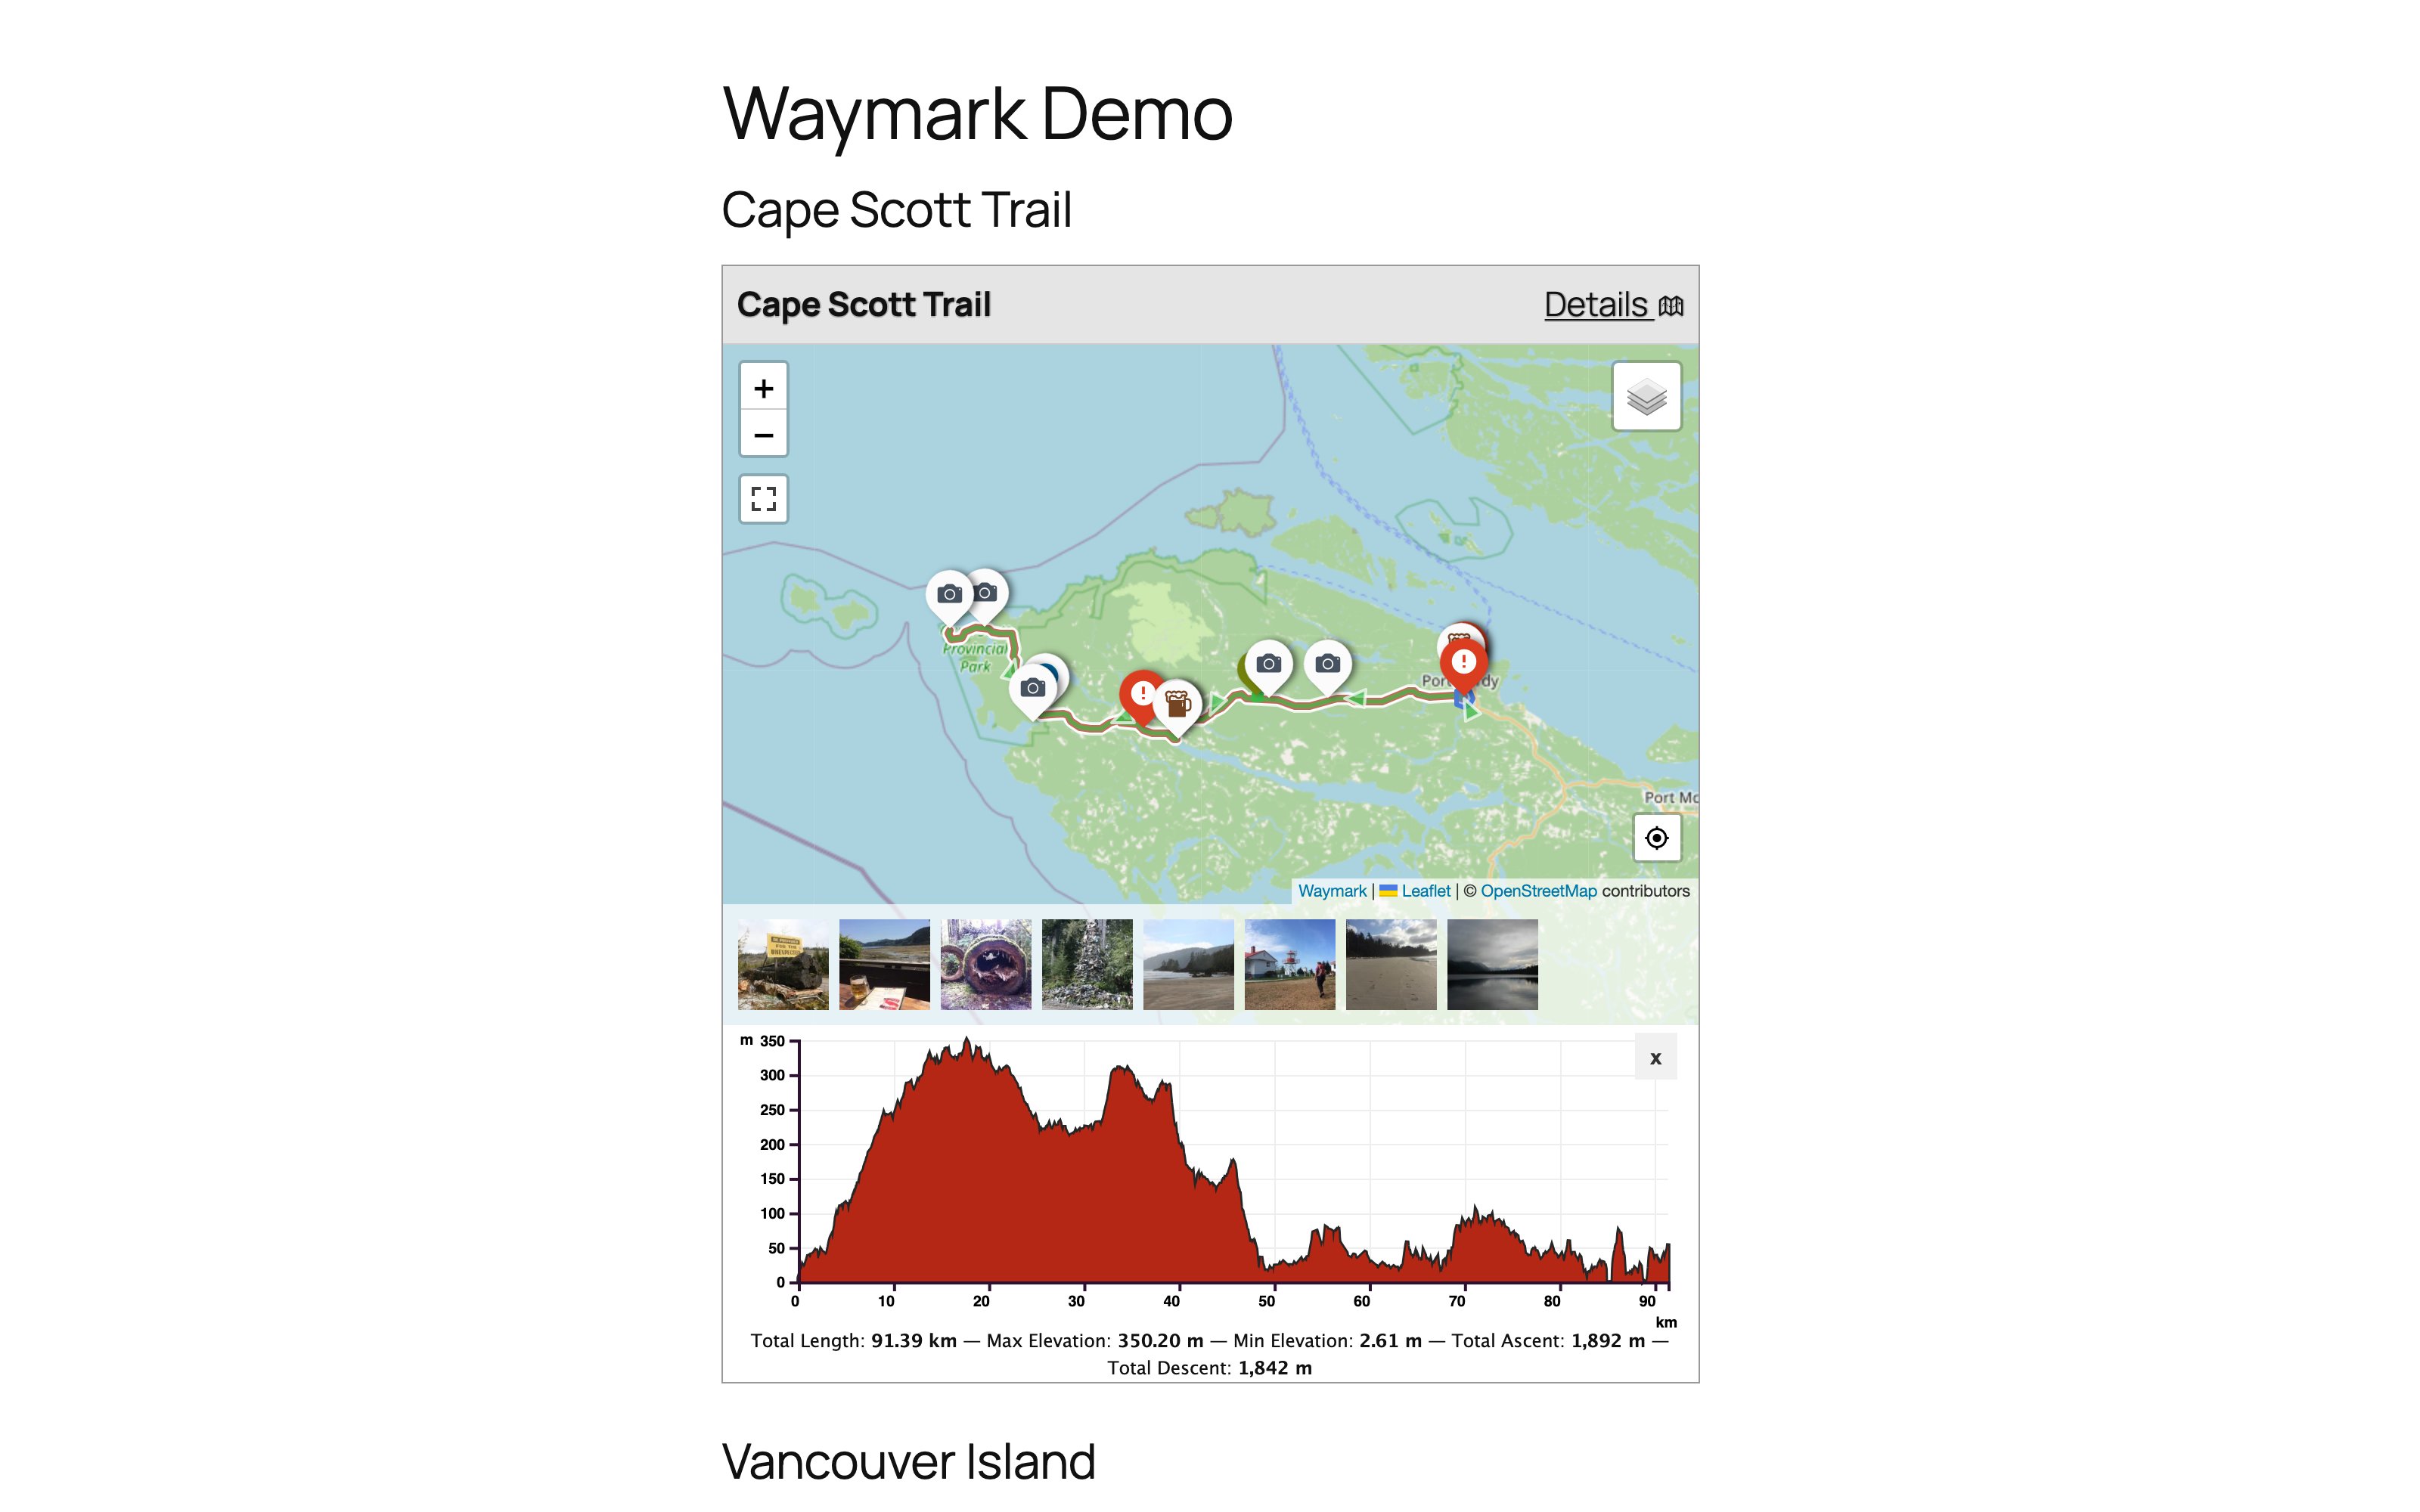 Waymark Demo
Cape Scott Trail
Cape Scott Trail
Details
+
−
Provincial
Park
Port
dy
Port Mc
Waymark | Leaflet | © OpenStreetMap contributors
m 350
x
300
250
200
150
100
50
0
0 10 20 30 40 50 60 70 80 90
km
Total Length: 91.39 km — Max Elevation: 350.20 m — Min Elevation: 2.61 m — Total Ascent: 1,892 m —
Total Descent: 1,842 m
Vancouver Island